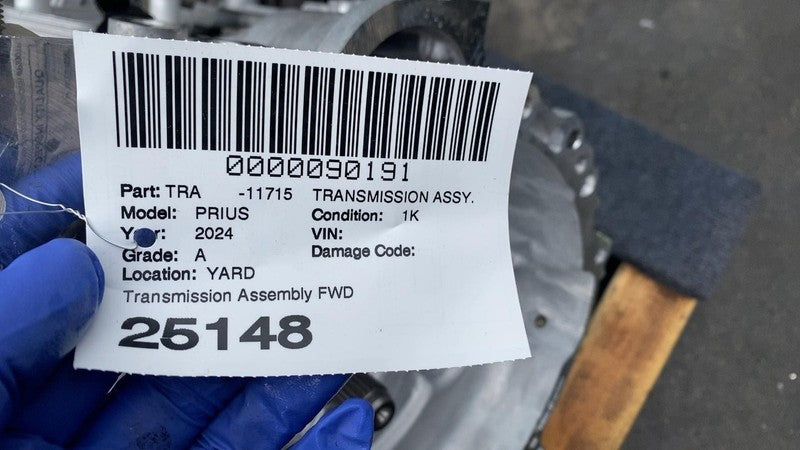 0000090191
Part: TRA -11715 TRANSMISSION ASSY.
Model: PRIUS Condition: 1K
Year: 2024 VIN:
Grade: A Damage Code:
Location: YARD
Transmission Assembly FWD
25148